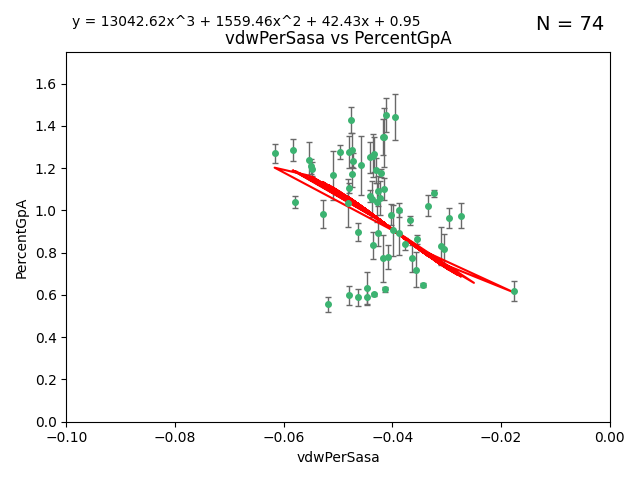 y = 13042.62x^3 + 1559.46x^2 + 42.43x + 0.95
N = 74
vdwPerSasa vs PercentGpA
PercentGpA
1.6
1.4
1.2
1.0
0.8
0.6
0.4
0.2
0.0
−0.10 −0.08 −0.06 −0.04 −0.02 0.00
vdwPerSasa